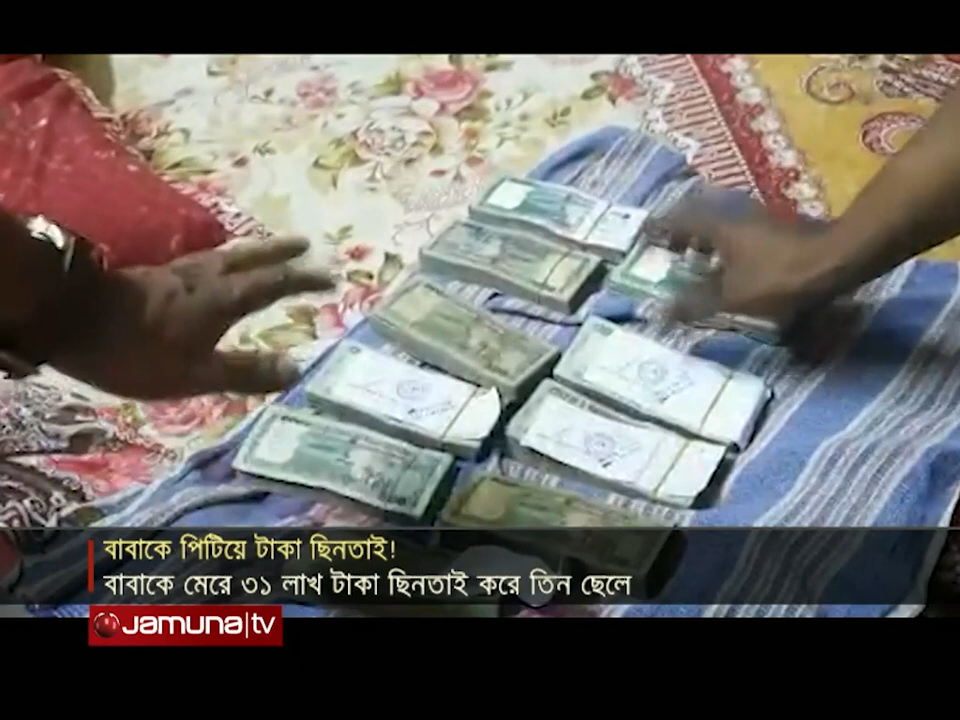 বাবাকে পিটিয়ে টাকা ছিনতাই!
বাবাকে মেরে ৩১ লাখ টাকা ছিনতাই করে তিন ছেলে
JAMUNA|tv